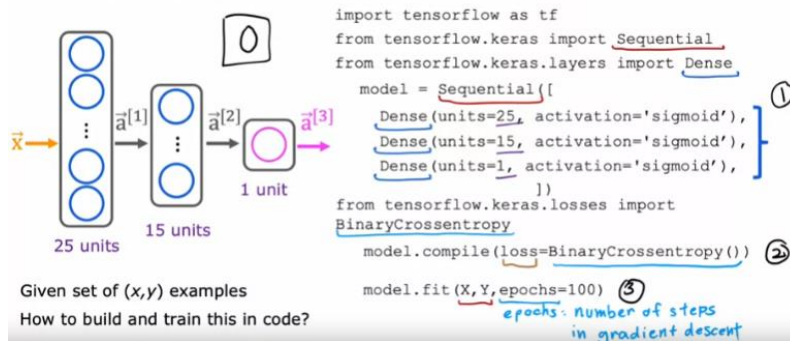 0
x⃗
a⃗[1]
a⃗[2]
a⃗[3]
25 units
15 units
1 unit
Given set of (x,y) examples
How to build and train this in code?
import tensorflow as tf
from tensorflow.keras import Sequential
from tensorflow.keras.layers import Dense
model = Sequential([
Dense(units=25, activation='sigmoid'),
Dense(units=15, activation='sigmoid'),
Dense(units=1, activation='sigmoid'),
])
①
from tensorflow.keras.losses import
BinaryCrossentropy
model.compile(loss=BinaryCrossentropy()) ②
model.fit(X,Y,epochs=100) ③
epochs: number of steps
in gradient descent